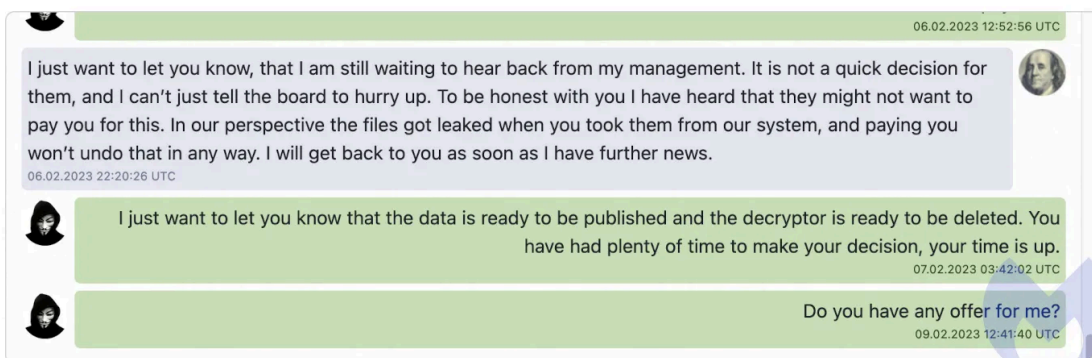 06.02.2023 12:52:56 UTC
I just want to let you know, that I am still waiting to hear back from my management. It is not a quick decision for
them, and I can't just tell the board to hurry up. To be honest with you I have heard that they might not want to
pay you for this. In our perspective the files got leaked when you took them from our system, and paying you
won't undo that in any way. I will get back to you as soon as I have further news.
06.02.2023 22:20:26 UTC
I just want to let you know that the data is ready to be published and the decryptor is ready to be deleted. You
have had plenty of time to make your decision, your time is up.
07.02.2023 03:42:02 UTC
Do you have any offer for me?
09.02.2023 12:41:40 UTC